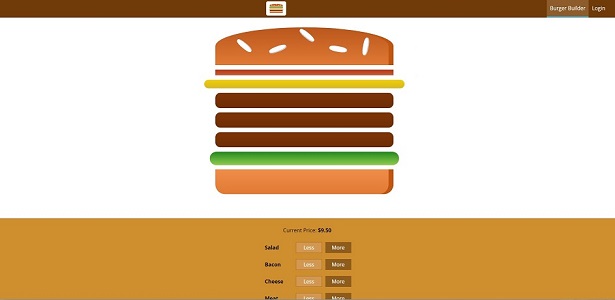 Burger Builder Login
Current Price: $9.50
Salad Less More
Bacon Less More
Cheese Less More
Meat Less More